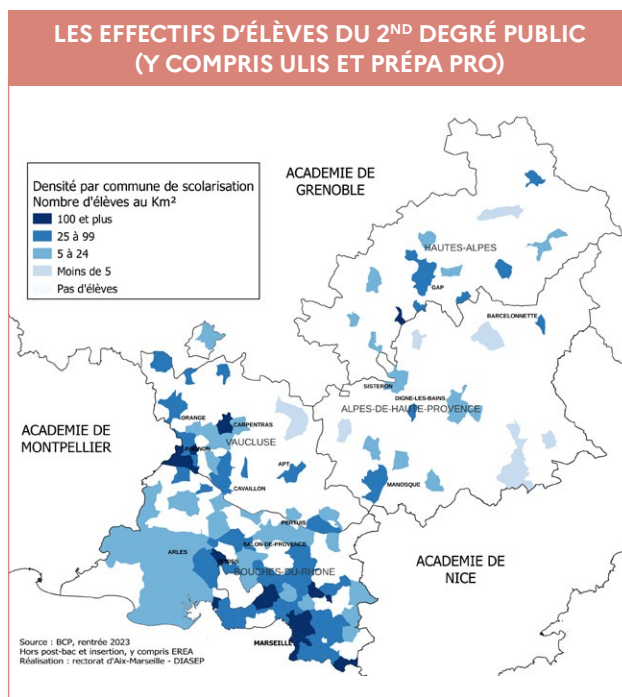 LES EFFECTIFS D'ÉLÈVES DU 2ND DEGRÉ PUBLIC
(Y COMPRIS ULIS ET PRÉPA PRO)
ACADEMIE DE
GRENOBLE
Densité par commune de scolarisation
Nombre d'élèves au Km²
100 et plus
25 à 99
5 à 24
Moins de 5
Pas d'élèves
HAUTES-ALPES
GAP
BARCELONNETTE
SISTERON
DIGNE-LES-BAINS
ALPES-DE-HAUTE-PROVENCE
ORANGE
CARPENTRAS
ACADEMIE DE
MONTPELLIER
VAUCLUSE
APT
CAVAILLON
MANOSQUE
PERTUIS
SALON-DE-PROVENCE
ARLES
BOUCHES-DU-RHONE
ACADEMIE DE
NICE
MARSEILLE
Source : BCP, rentrée 2023
Hors post-bac et insertion, y compris EREA
Réalisation : rectorat d'Aix-Marseille - DIASEP